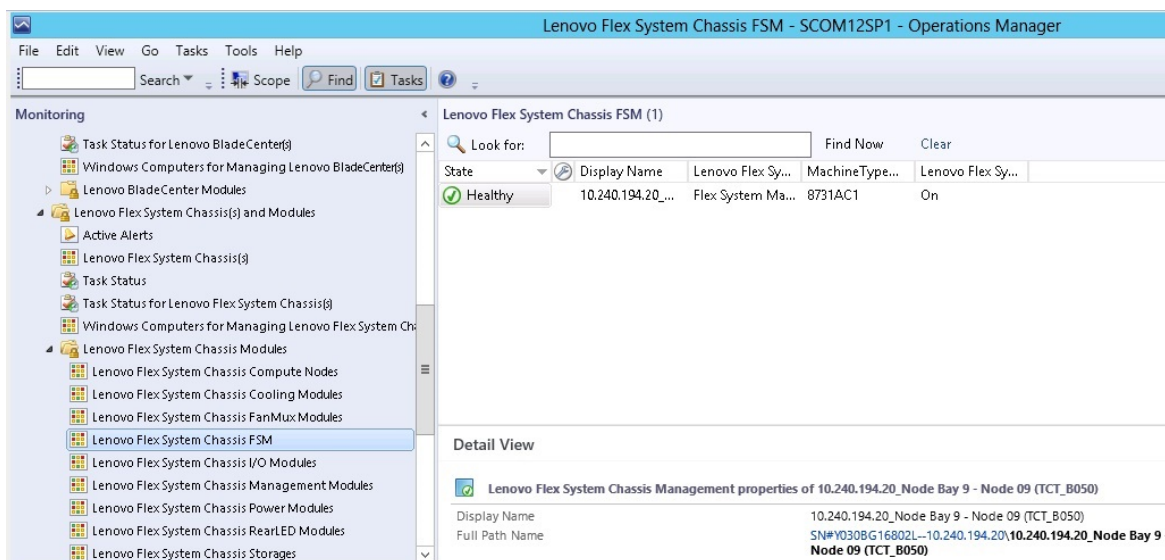 Lenovo Flex System Chassis FSM - SCOM12SP1 - Operations Manager
File Edit View Go Tasks Tools Help
Search Scope Find Tasks
Monitoring
Task Status for Lenovo BladeCenter(s)
Windows Computers for Managing Lenovo BladeCenter(s)
Lenovo BladeCenter Modules
Lenovo Flex System Chassis(s) and Modules
Active Alerts
Lenovo Flex System Chassis(s)
Task Status
Task Status for Lenovo Flex System Chassis(s)
Windows Computers for Managing Lenovo Flex System Ch
Lenovo Flex System Chassis Modules
Lenovo Flex System Chassis Compute Nodes
Lenovo Flex System Chassis Cooling Modules
Lenovo Flex System Chassis FanMux Modules
Lenovo Flex System Chassis FSM
Lenovo Flex System Chassis I/O Modules
Lenovo Flex System Chassis Management Modules
Lenovo Flex System Chassis Power Modules
Lenovo Flex System Chassis RearLED Modules
Lenovo Flex System Chassis Storages
Lenovo Flex System Chassis FSM (1)
Look for: Find Now Clear
State Display Name Lenovo Flex Sy... MachineType... Lenovo Flex Sy...
Healthy 10.240.194.20_... Flex System Ma... 8731AC1 On
Detail View
Lenovo Flex System Chassis Management properties of 10.240.194.20_Node Bay 9 - Node 09 (TCT_B050)
Display Name 10.240.194.20_Node Bay 9 - Node 09 (TCT_B050)
Full Path Name SN#Y030BG16802L--10.240.194.20\10.240.194.20_Node Bay 9
Node 09 (TCT_B050)